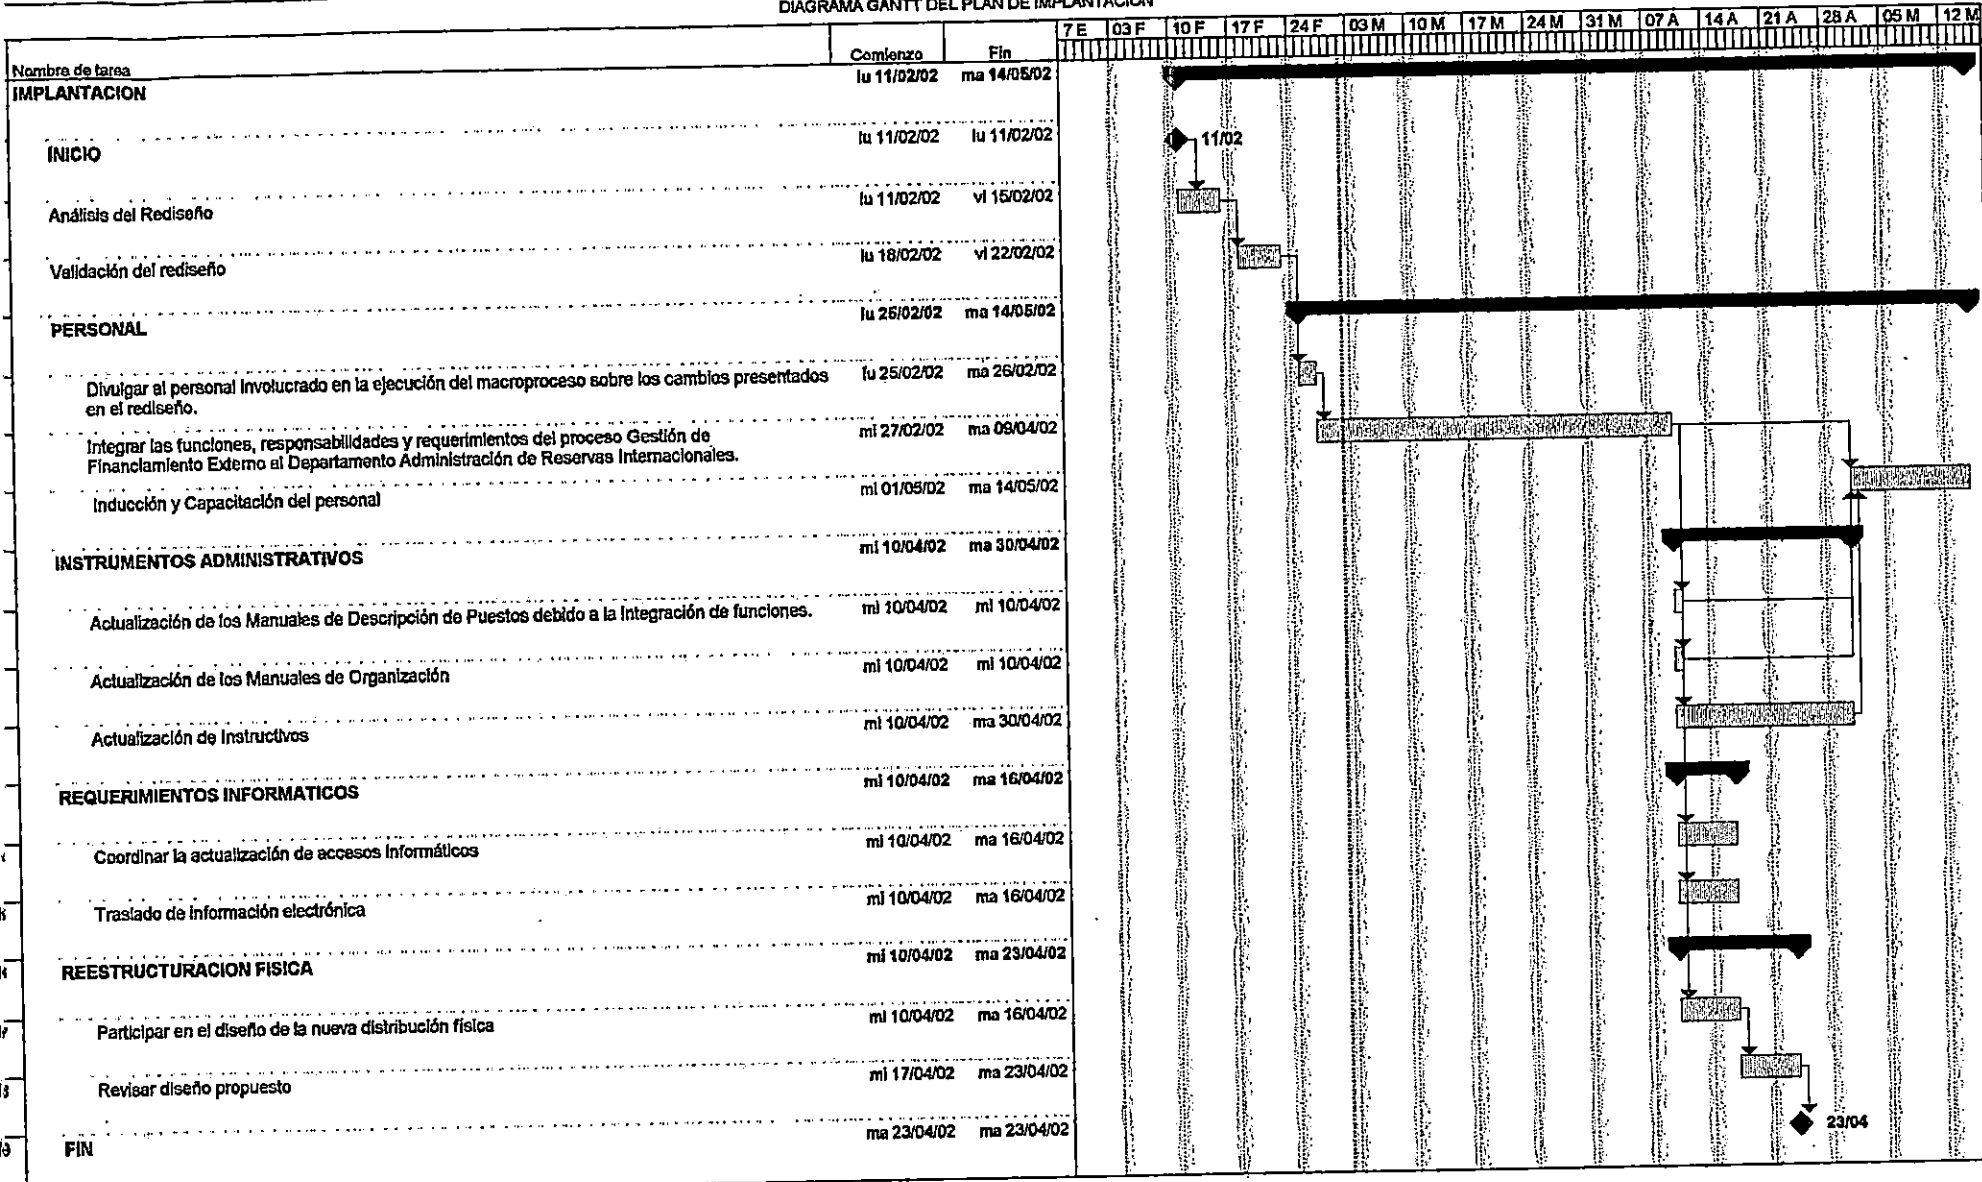 DIAGRAMA GANTT DEL PLAN DE IMPLANTACION
7 E 03 F 10 F 17 F 24 F 03 M 10 M 17 M 24 M 31 M 07 A 14 A 21 A 28 A 05 M 12 M
Nombre de tarea Comienzo Fin
IMPLANTACION lu 11/02/02 ma 14/05/02
INICIO lu 11/02/02 lu 11/02/02 11/02
Análisis del Rediseño lu 11/02/02 vi 15/02/02
Validación del rediseño lu 18/02/02 vi 22/02/02
PERSONAL lu 25/02/02 ma 14/05/02
Divulgar al personal involucrado en la ejecución del macroproceso sobre los cambios presentados lu 25/02/02 ma 26/02/02
en el rediseño.
Integrar las funciones, responsabilidades y requerimientos del proceso Gestión de mi 27/02/02 ma 09/04/02
Financiamiento Externo al Departamento Administración de Reservas Internacionales.
Inducción y Capacitación del personal mi 01/05/02 ma 14/05/02
INSTRUMENTOS ADMINISTRATIVOS mi 10/04/02 ma 30/04/02
Actualización de los Manuales de Descripción de Puestos debido a la integración de funciones. mi 10/04/02 mi 10/04/02
Actualización de los Manuales de Organización mi 10/04/02 mi 10/04/02
Actualización de Instructivos mi 10/04/02 ma 30/04/02
REQUERIMIENTOS INFORMATICOS mi 10/04/02 ma 16/04/02
Coordinar la actualización de accesos informáticos mi 10/04/02 ma 16/04/02
Traslado de información electrónica mi 10/04/02 ma 16/04/02
REESTRUCTURACION FISICA mi 10/04/02 ma 23/04/02
Participar en el diseño de la nueva distribución física mi 10/04/02 ma 16/04/02
Revisar diseño propuesto mi 17/04/02 ma 23/04/02
FIN ma 23/04/02 ma 23/04/02 23/04